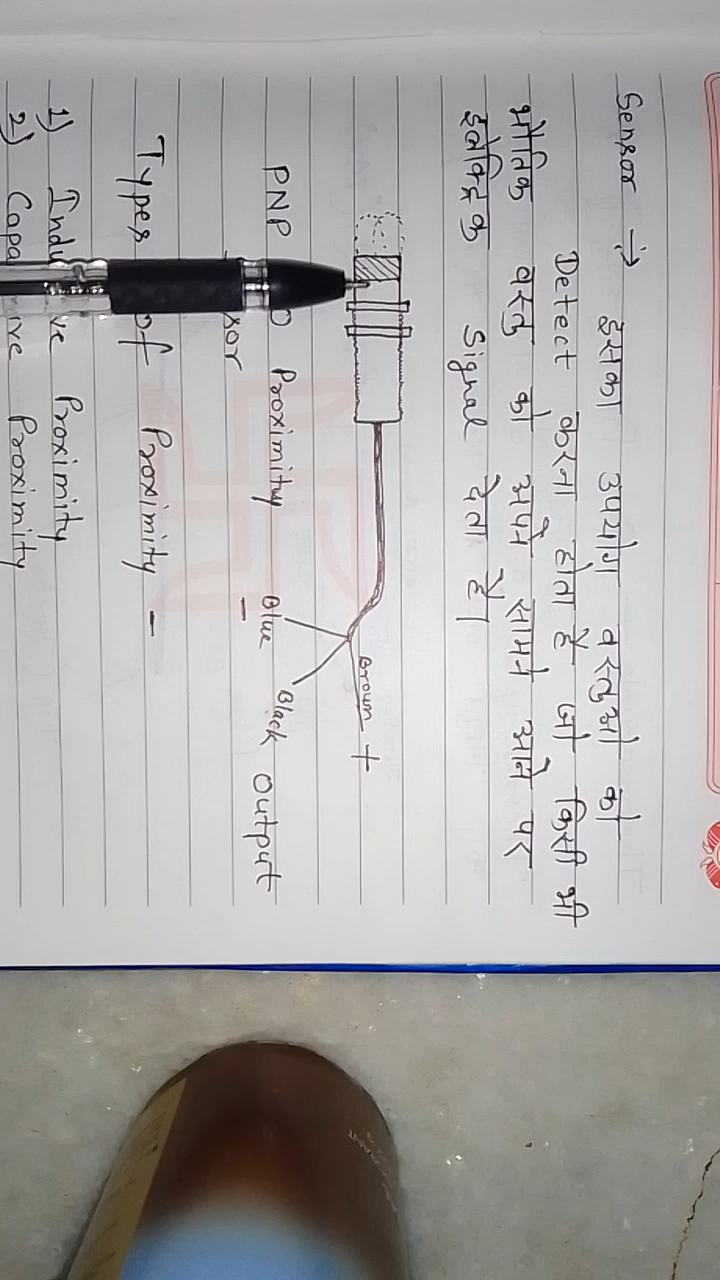 Sensor → इसका उपयोग वस्तुओ को
Detect करना होता है जो किसी भी
भौतिक वस्तु को अपने सामने आने पर
इलेक्ट्रिक Signal देता है।
Brown +
Blue
-
Black Output
PNP Proximity
Types of Proximity -
1) Proximity
2) Proximity